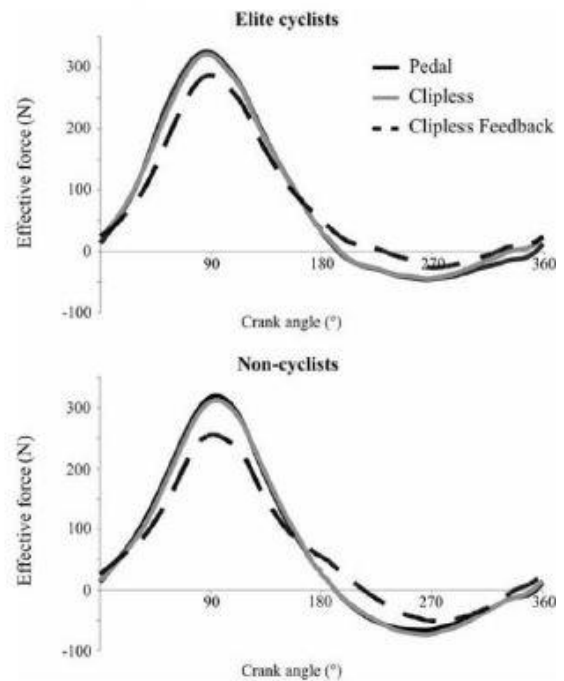 Elite cyclists
300
200
100
0
-100
Effective force (N)
Pedal
Clipless
Clipless Feedback
90
180
270
360
Crank angle (°)
Non-cyclists
300
200
100
0
-100
Effective force (N)
90
180
270
360
Crank angle (°)